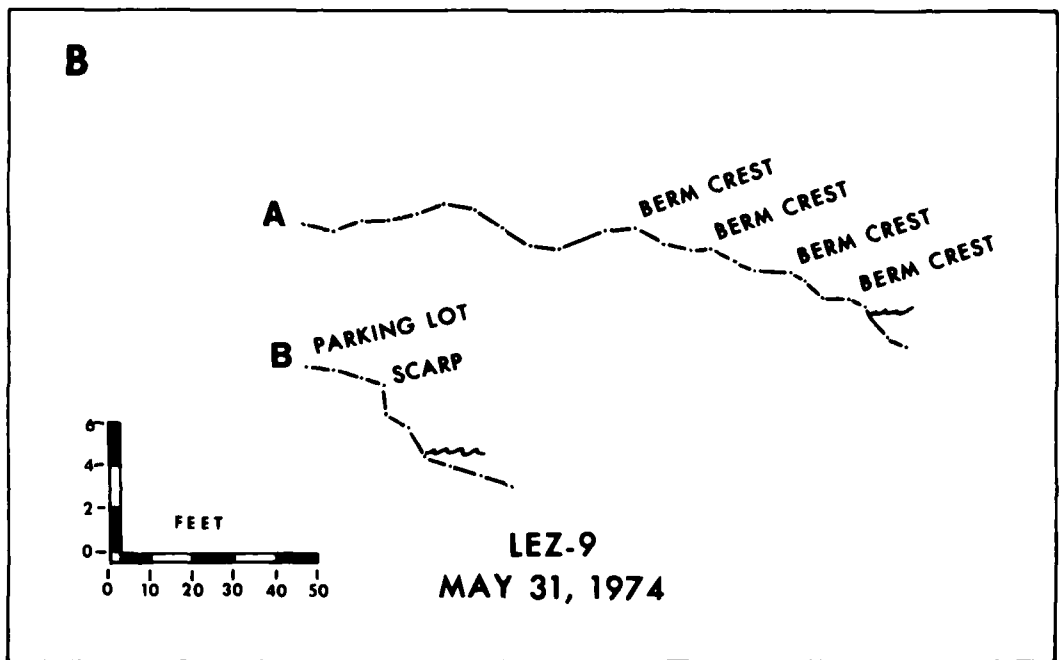 B
A
BERM CREST
BERM CREST
BERM CREST
BERM CREST
B
PARKING LOT
SCARP
6
4
2
0
FEET
0 10 20 30 40 50
LEZ-9
MAY 31, 1974